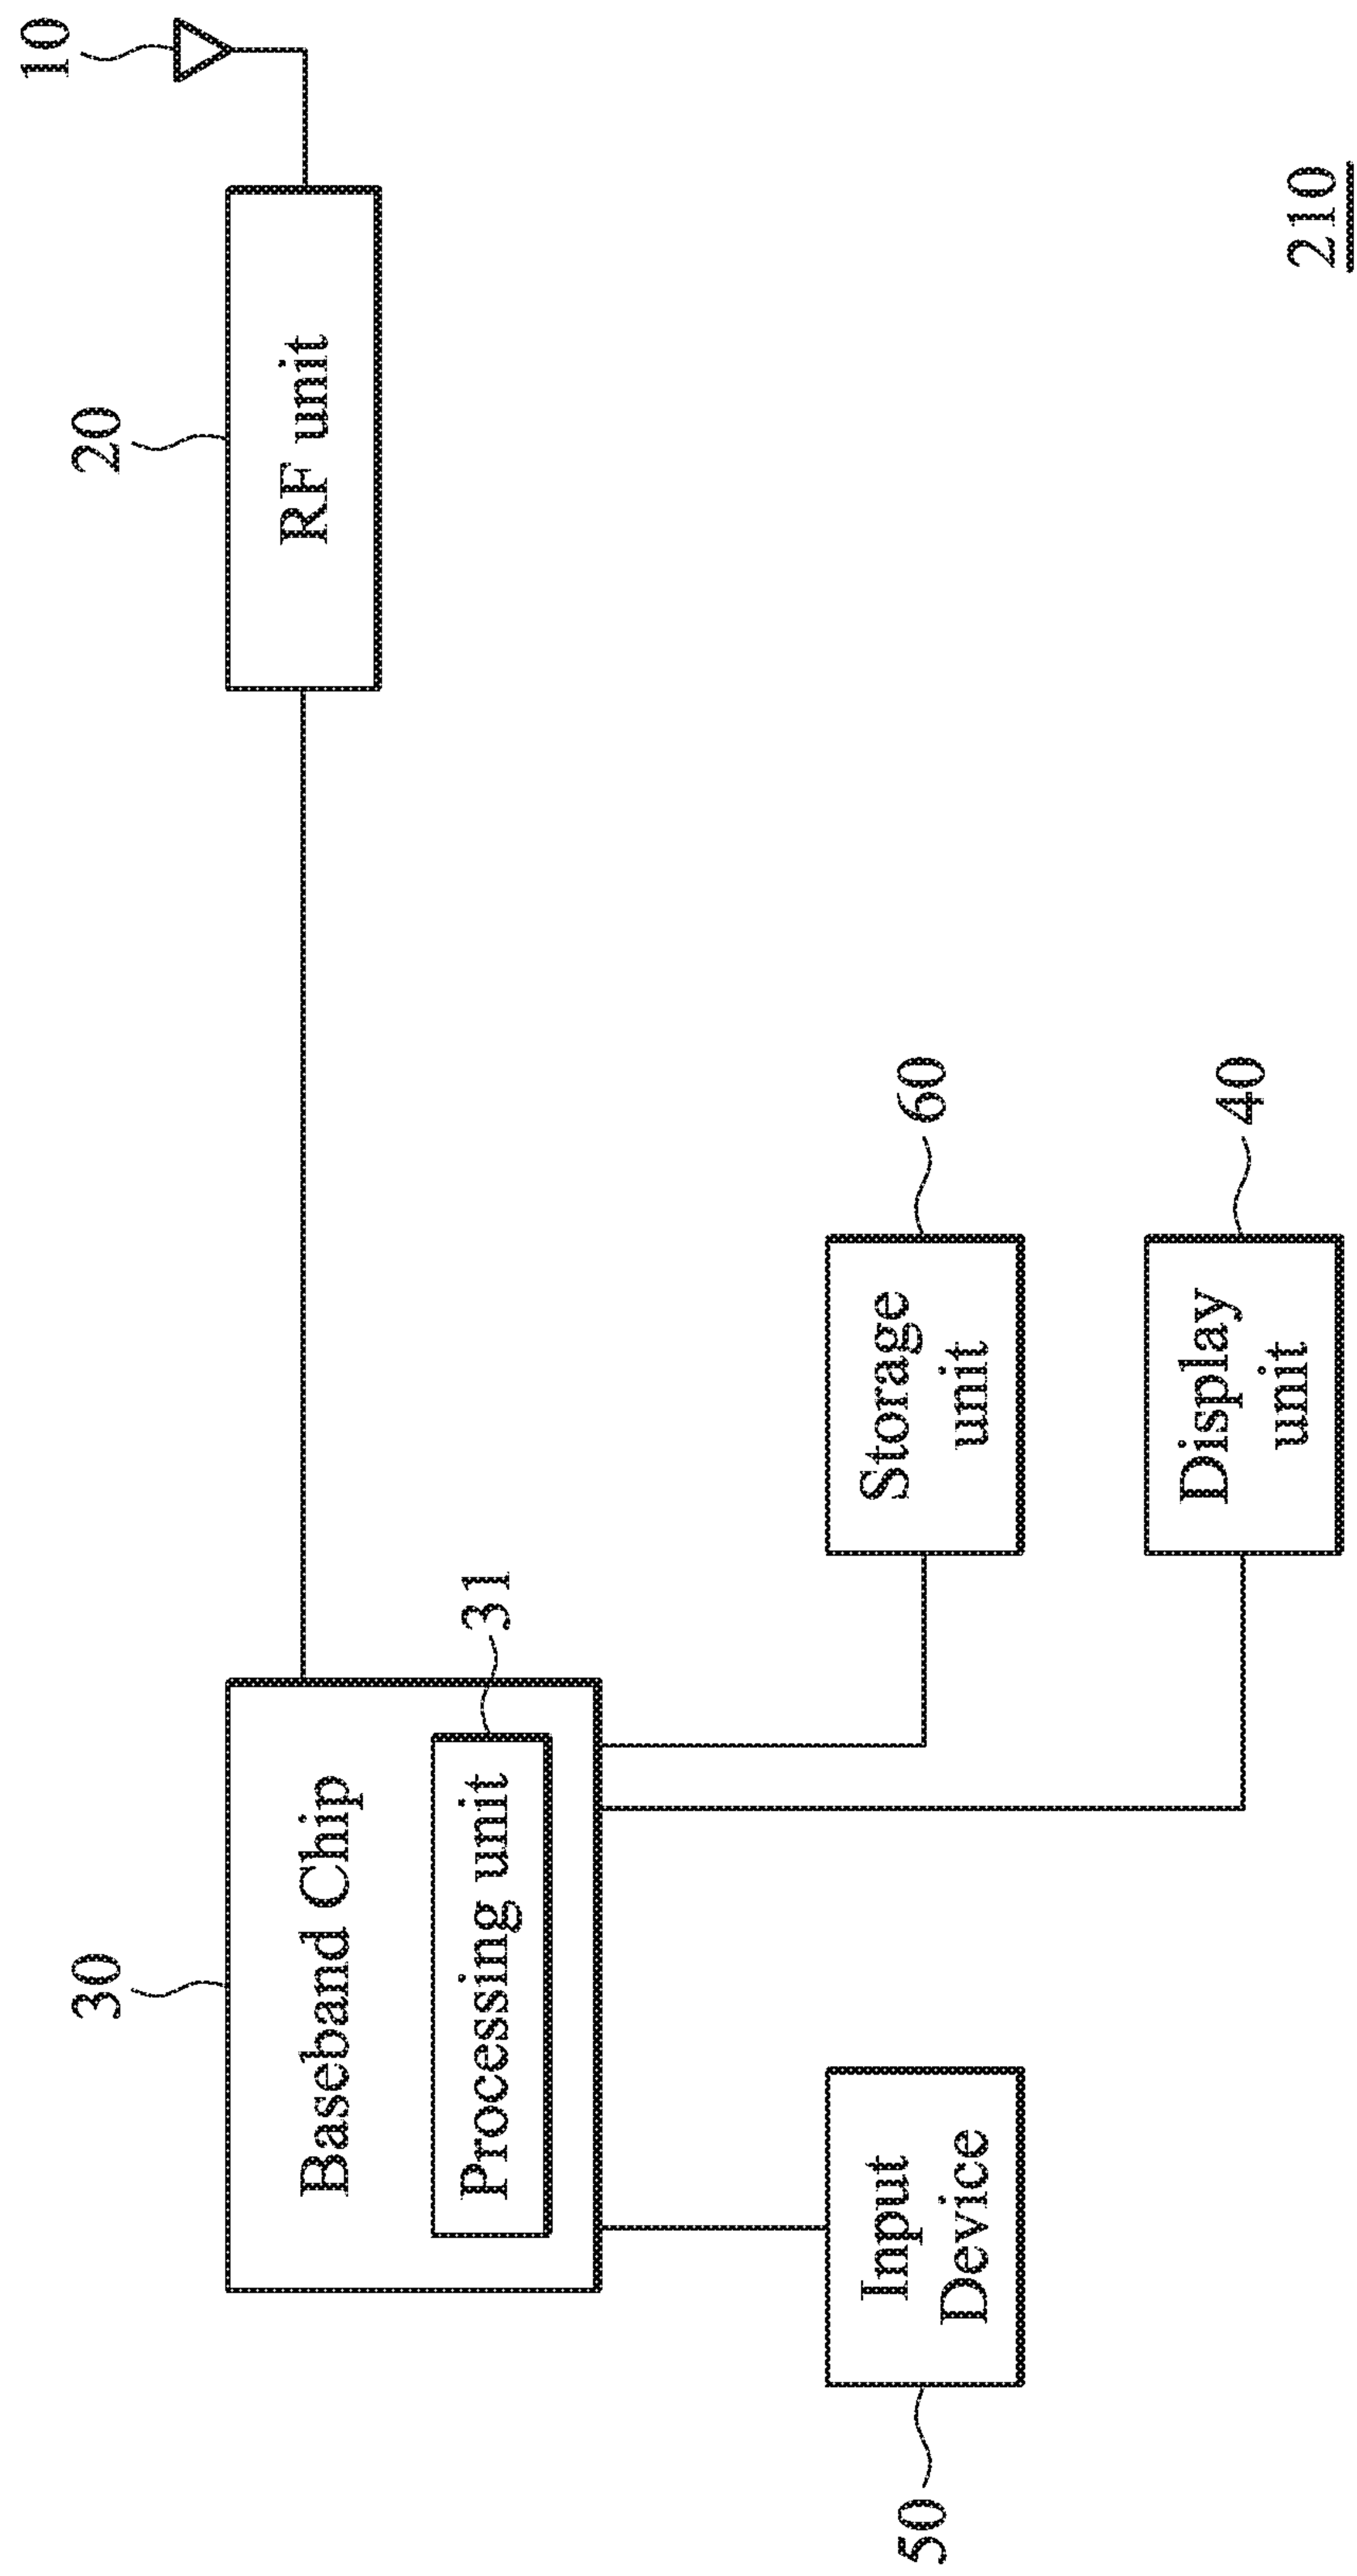 10
20
RF unit
30
Baseband Chip
31
Processing unit
60
Storage
unit
50
Input
Device
40
Display
unit
210